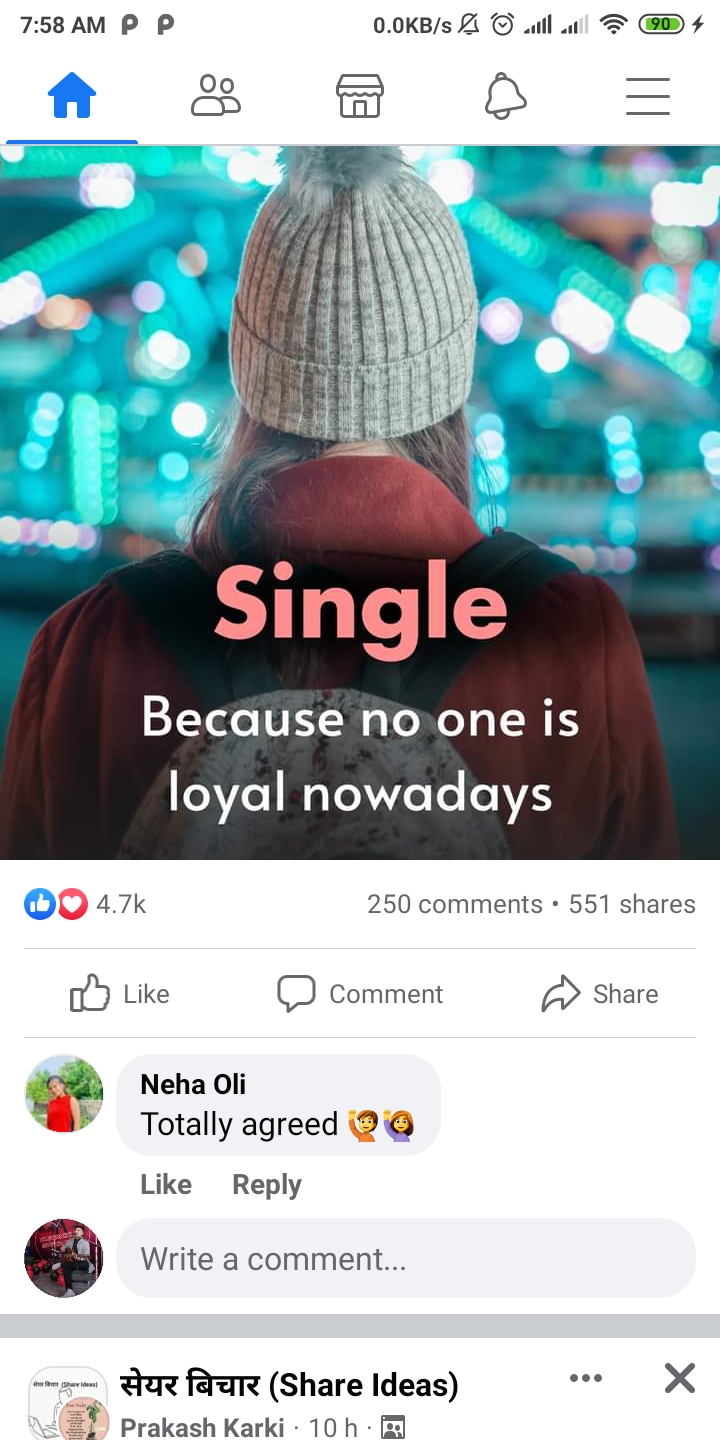 7:58 AM
0.0KB/s
90
Single
Because no one is
loyal nowadays
4.7k
250 comments • 551 shares
Like
Comment
Share
Neha Oli
Totally agreed 🙋🙋‍♀️
Like Reply
Write a comment...
सेयर बिचार (Share Ideas)
Prakash Karki · 10 h ·